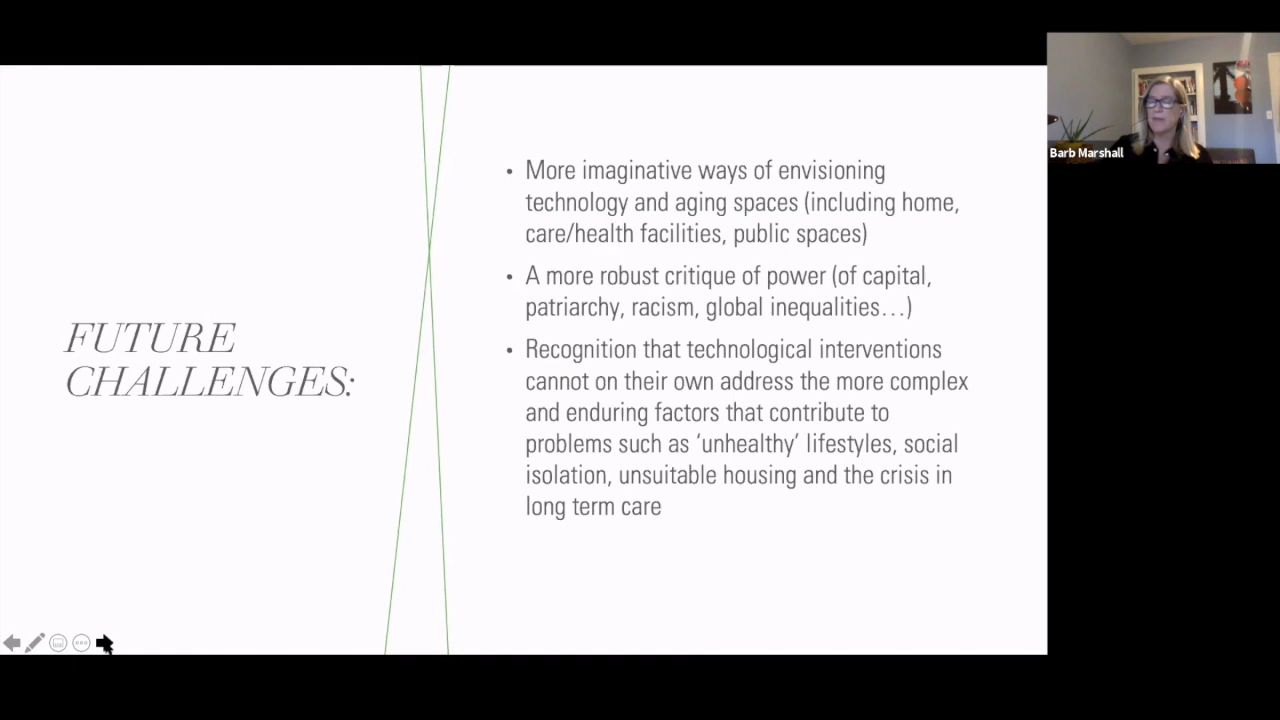 FUTURE
CHALLENGES:
• More imaginative ways of envisioning
technology and aging spaces (including home,
care/health facilities, public spaces)
• A more robust critique of power (of capital,
patriarchy, racism, global inequalities…)
• Recognition that technological interventions
cannot on their own address the more complex
and enduring factors that contribute to
problems such as ‘unhealthy’ lifestyles, social
isolation, unsuitable housing and the crisis in
long term care
Barb Marshall